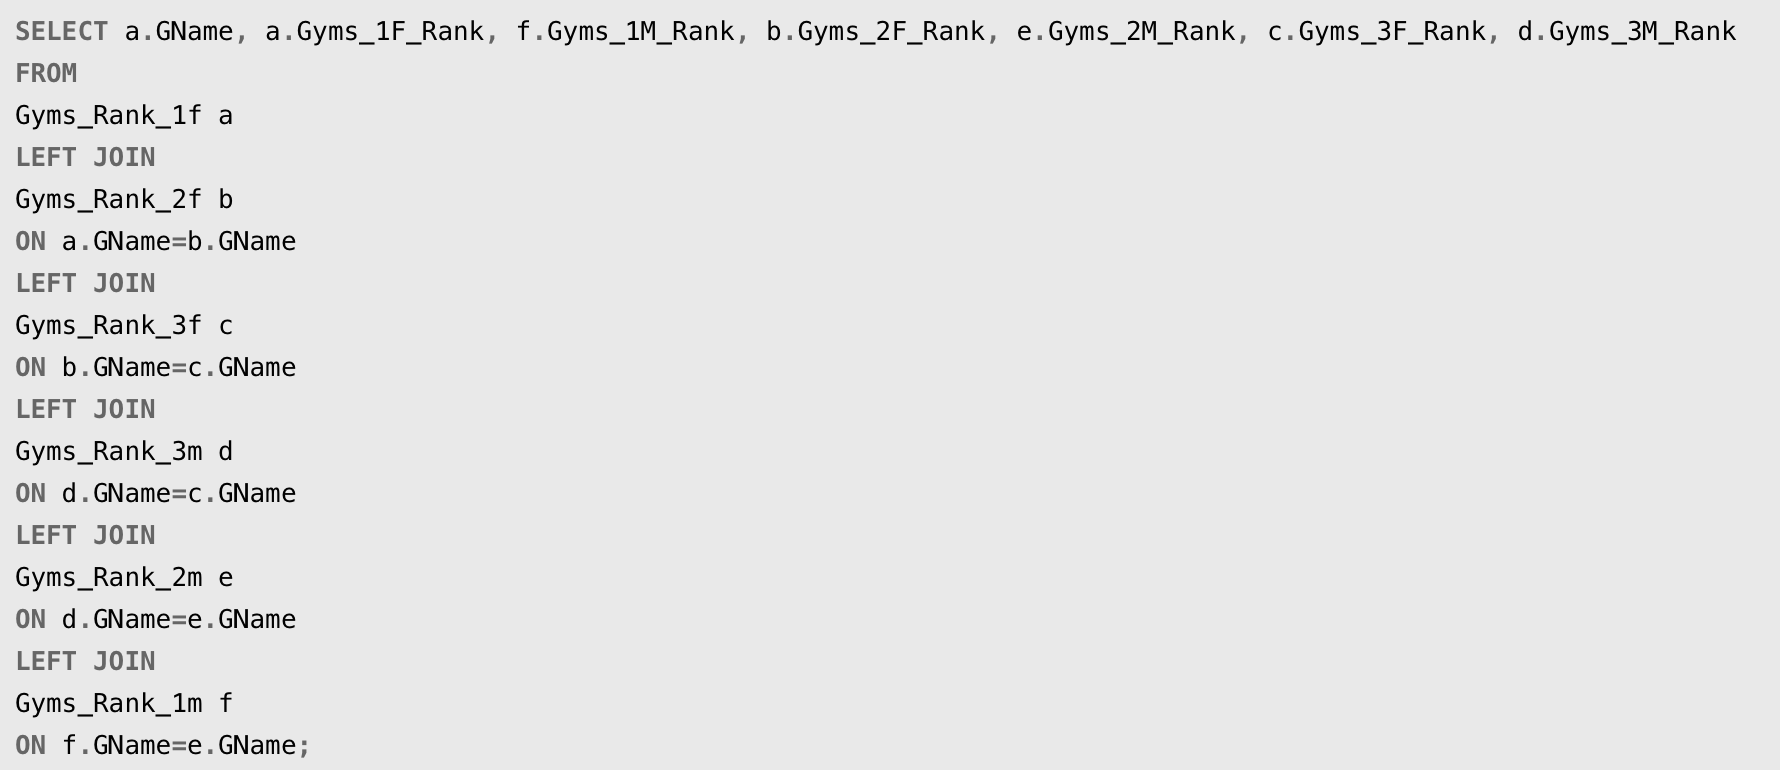 SELECT a.GName, a.Gyms_1F_Rank, f.Gyms_1M_Rank, b.Gyms_2F_Rank, e.Gyms_2M_Rank, c.Gyms_3F_Rank, d.Gyms_3M_Rank
FROM
Gyms_Rank_1f a
LEFT JOIN
Gyms_Rank_2f b
ON a.GName=b.GName
LEFT JOIN
Gyms_Rank_3f c
ON b.GName=c.GName
LEFT JOIN
Gyms_Rank_3m d
ON d.GName=c.GName
LEFT JOIN
Gyms_Rank_2m e
ON d.GName=e.GName
LEFT JOIN
Gyms_Rank_1m f
ON f.GName=e.GName;